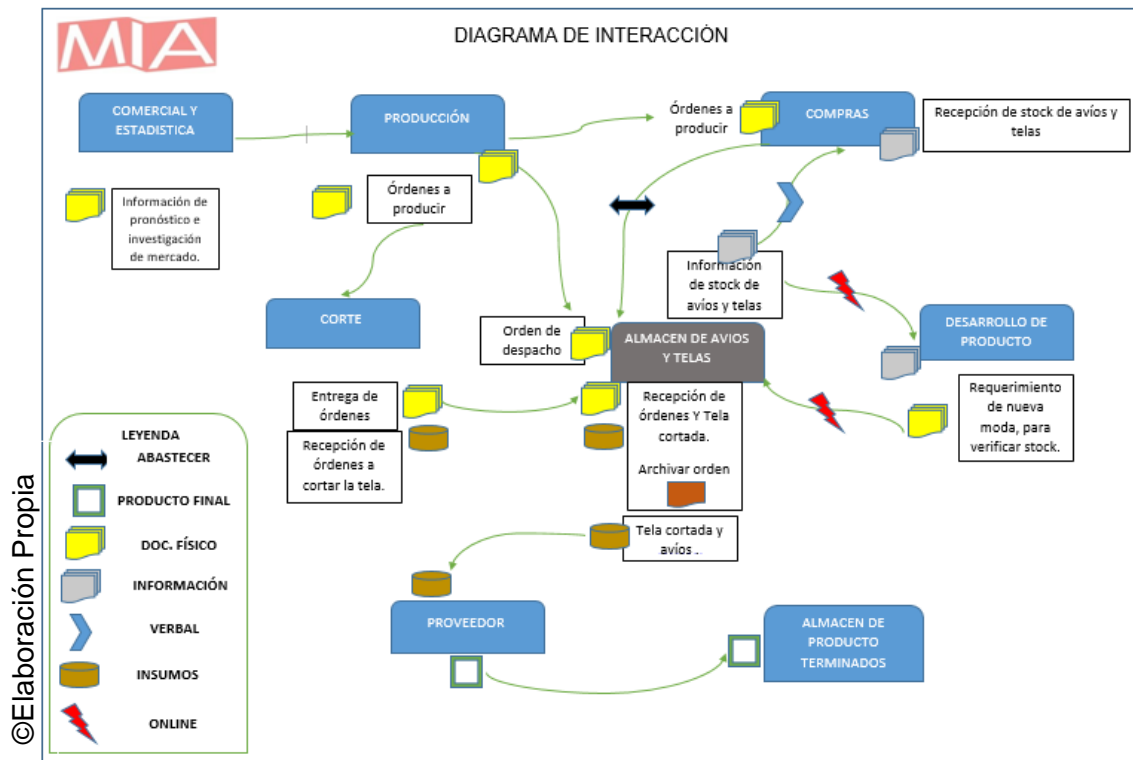 MIA
DIAGRAMA DE INTERACCIÓN
COMERCIAL Y
ESTADISTICA
PRODUCCIÓN
Órdenes a
producir
COMPRAS
Recepción de stock de avíos y
telas
Información de
pronóstico e
investigación
de mercado.
Órdenes a
producir
Información
de stock de
avíos y telas
CORTE
Orden de
despacho
ALMACEN DE AVIOS
Y TELAS
DESARROLLO DE
PRODUCTO
Entrega de
órdenes
Recepción de
órdenes a
cortar la tela.
Recepción de
órdenes Y Tela
cortada.
Archivar orden
Requerimiento
de nueva
moda, para
verificar stock.
Tela cortada y
avíos ..
PROVEEDOR
ALMACEN DE
PRODUCTO
TERMINADOS
LEYENDA
ABASTECER
PRODUCTO FINAL
DOC. FÍSICO
INFORMACIÓN
VERBAL
INSUMOS
ONLINE
©Elaboración Propia